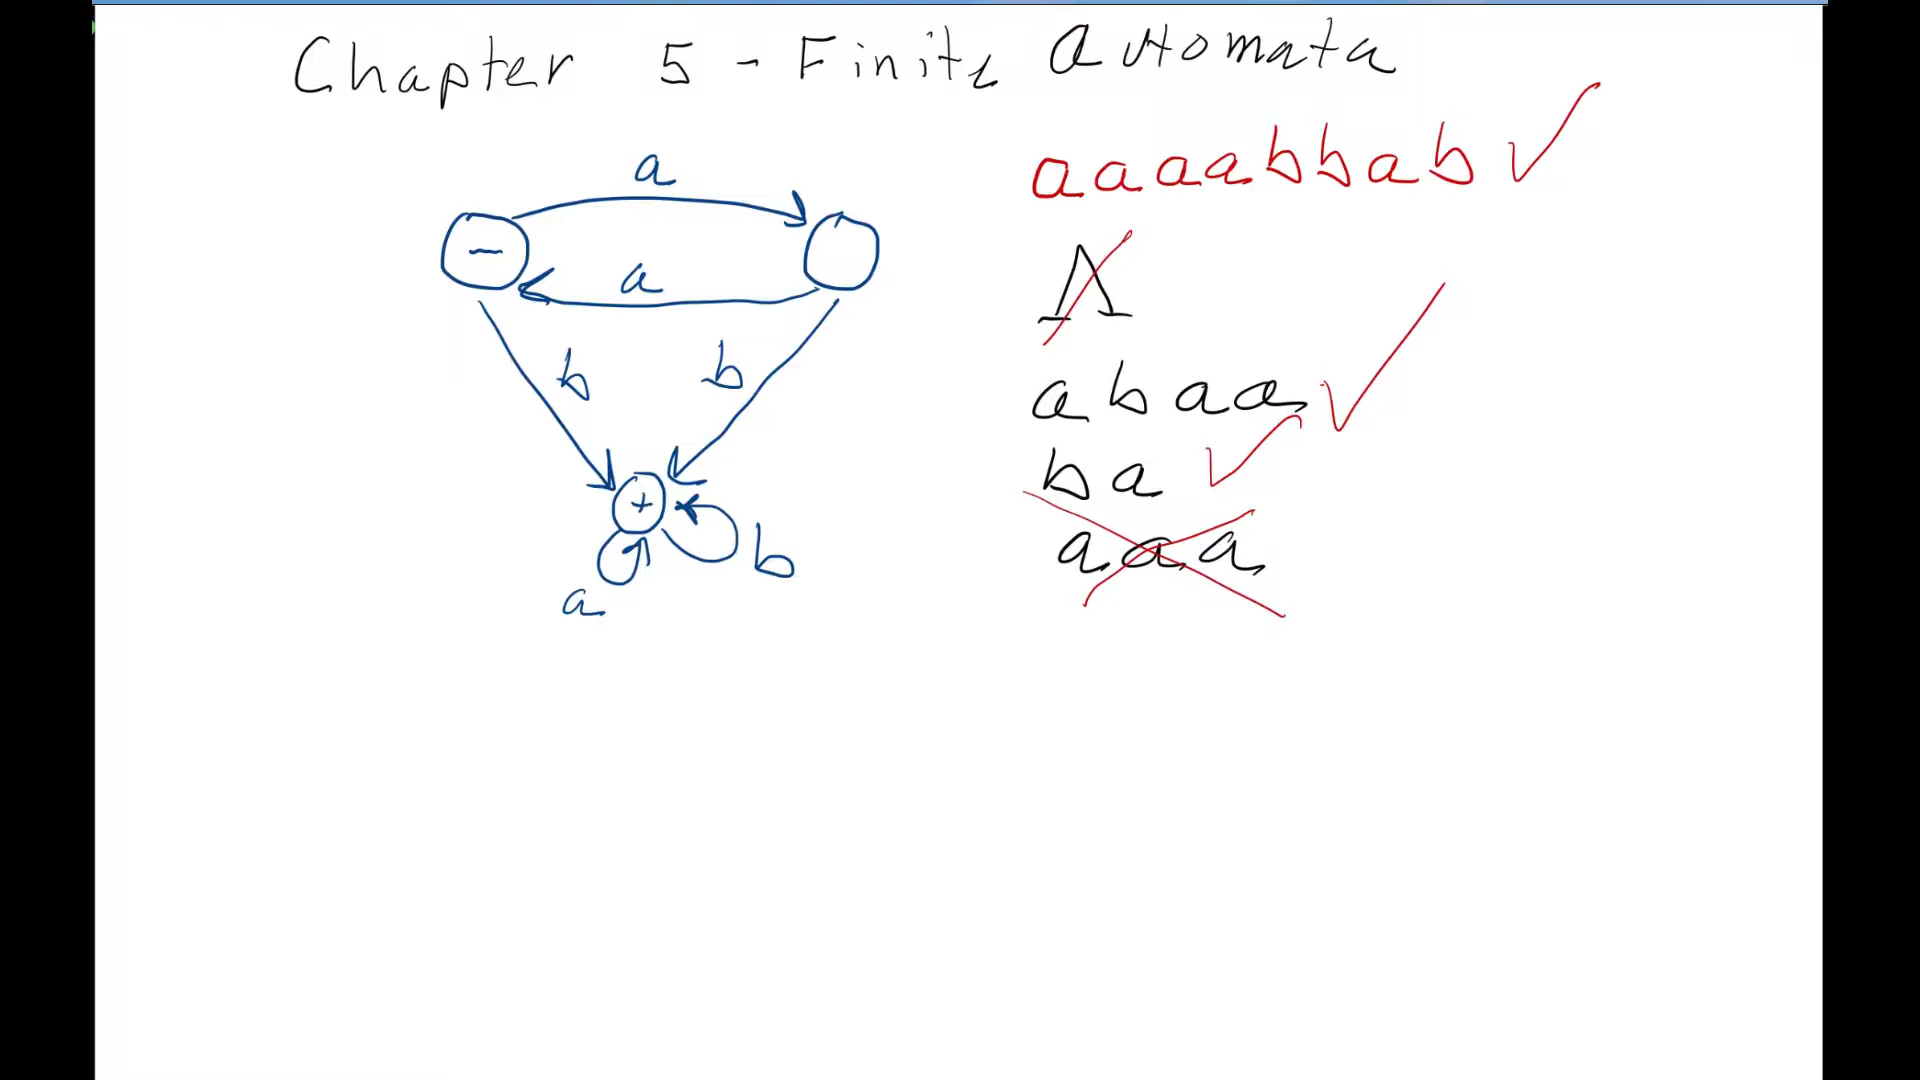 Chapter 5 - Finite Automata
a
aaaabbab ✓
-
a
Λ
b
b
abaa ✓
ba ✓
+
aaa
b
a